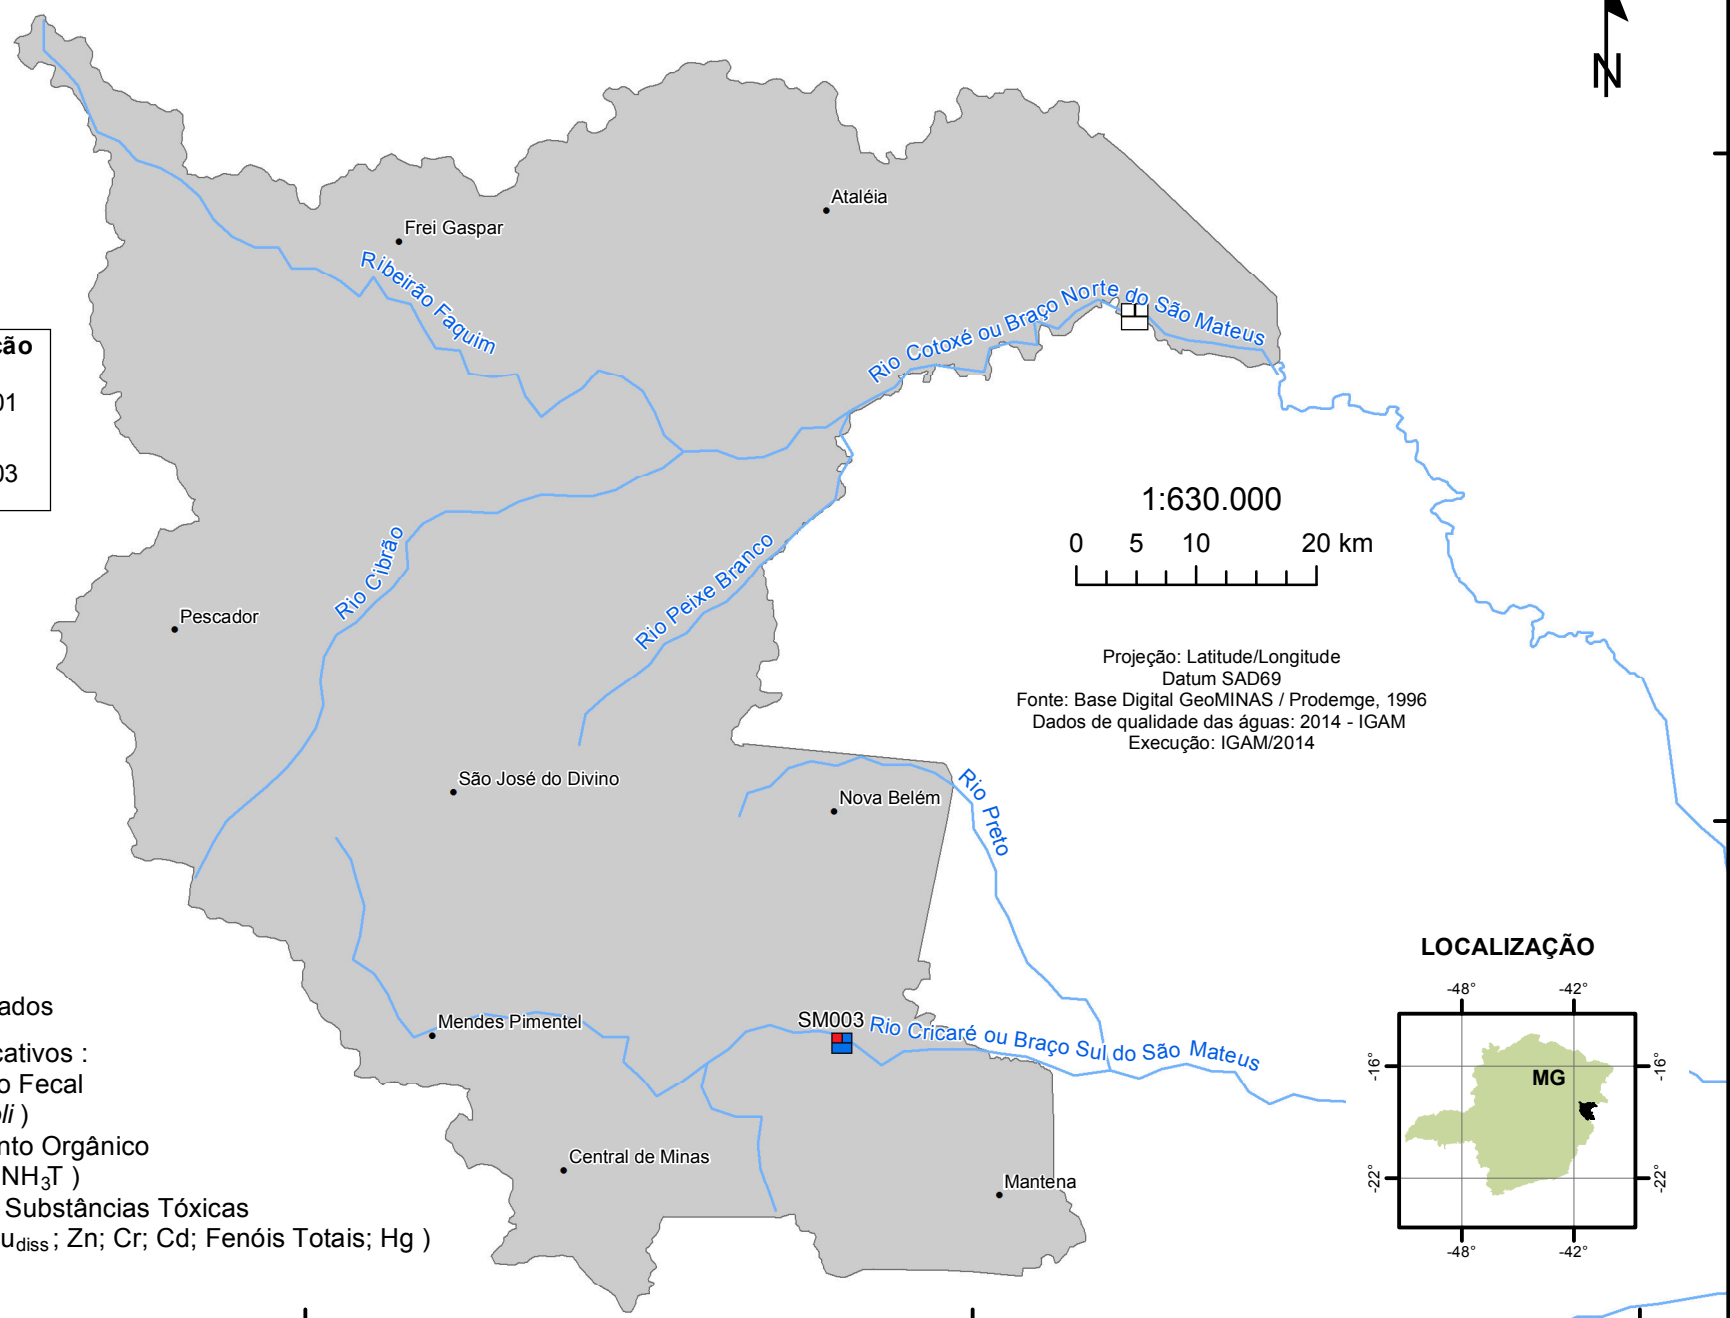 N
Ataléia
Frei Gaspar
Ribeirão Faquim
Rio Cotoxé ou Braço Norte do São Mateus
ção
01
03
1:630.000
0 5 10 20 km
Rio Cibrão
Rio Peixe Branco
Pescador
Projeção: Latitude/Longitude
Datum SAD69
Fonte: Base Digital GeoMINAS / Prodemge, 1996
Dados de qualidade das águas: 2014 - IGAM
Execução: IGAM/2014
São José do Divino
Nova Belém
Rio Preto
LOCALIZAÇÃO
-48° -42°
-16° -16°
MG
-22° -22°
-48° -42°
Mendes Pimentel
SM003
Rio Cricaré ou Braço Sul do São Mateus
Central de Minas
Mantena
ados
cativos :
o Fecal
oli )
nto Orgânico
NH₃T )
Substâncias Tóxicas
u diss ; Zn; Cr; Cd; Fenóis Totais; Hg )